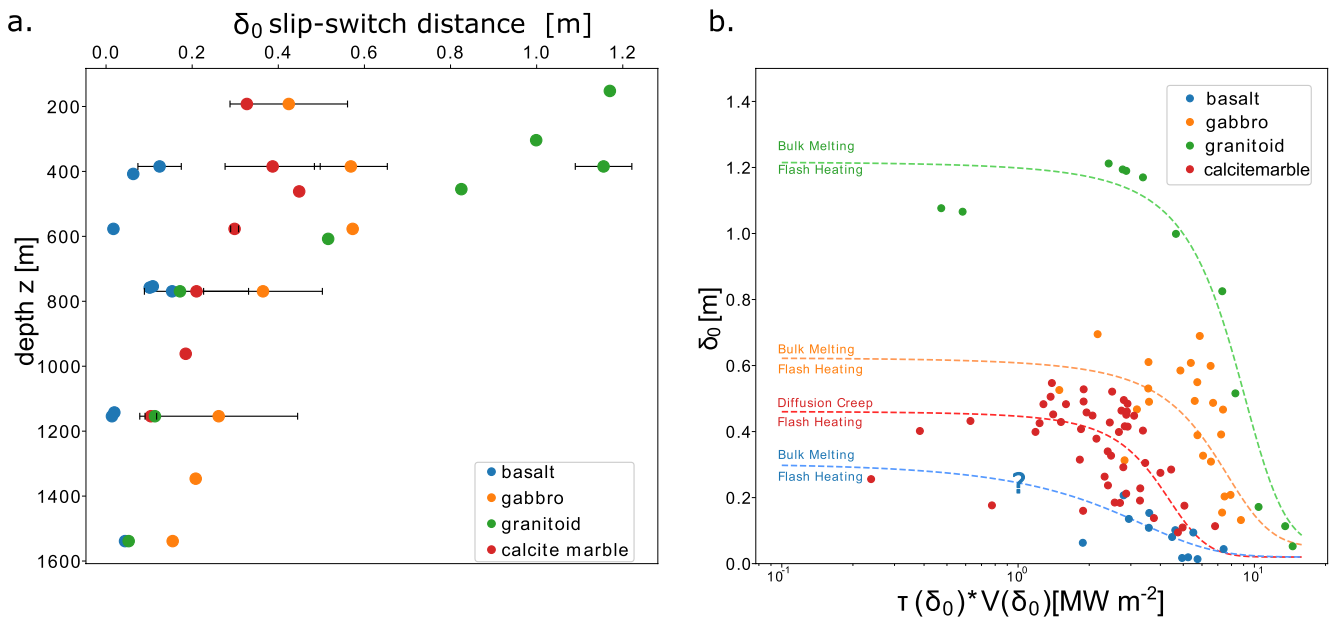 a.
δ0 slip-switch distance [m]
0.0 0.2 0.4 0.6 0.8 1.0 1.2
depth z [m]
200
400
600
800
1000
1200
1400
1600
basalt
gabbro
granitoid
calcite marble
b.
δ0 [m]
1.4
1.2
1.0
0.8
0.6
0.4
0.2
0.0
Bulk Melting
Flash Heating
Bulk Melting
Flash Heating
Diffusion Creep
Flash Heating
Bulk Melting
Flash Heating
?
basalt
gabbro
granitoid
calcitemarble
10-1 100 101
τ (δ0) * V(δ0)[MW m-2]